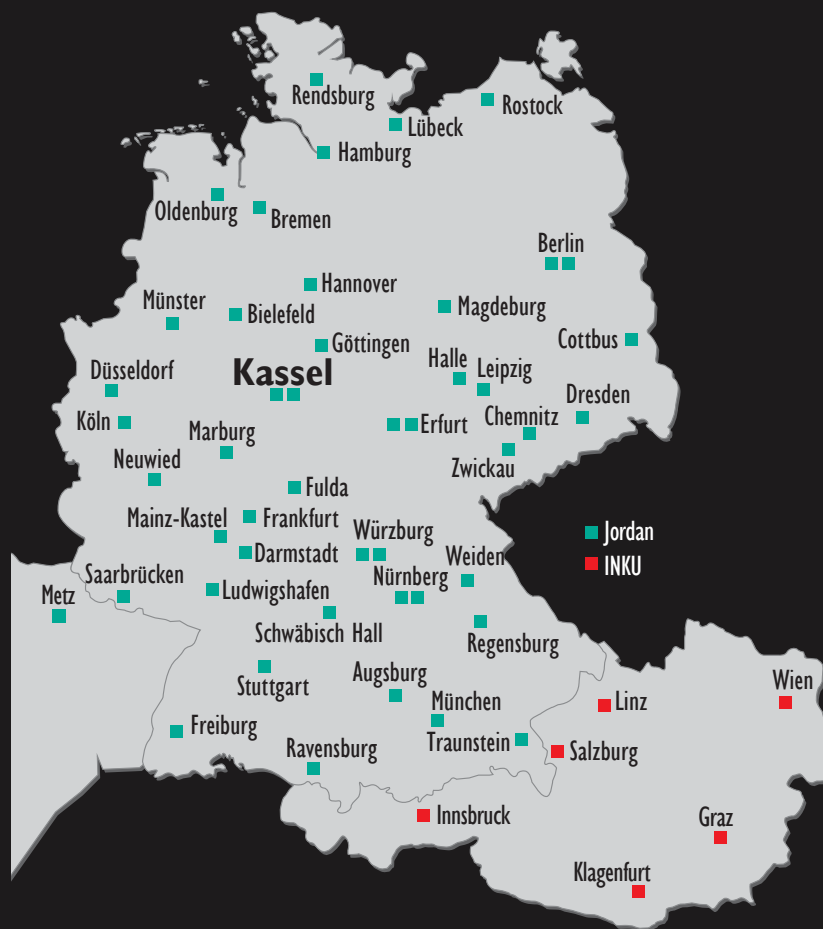 Rendsburg
Rostock
Lübeck
Hamburg
Oldenburg
Bremen
Berlin
Hannover
Münster
Bielefeld
Magdeburg
Göttingen
Cottbus
Halle
Leipzig
Kassel
Düsseldorf
Dresden
Köln
Erfurt
Chemnitz
Marburg
Neuwied
Zwickau
Fulda
Mainz-Kastel
Frankfurt
Würzburg
Jordan
Darmstadt
Weiden
INKU
Saarbrücken
Nürnberg
Metz
Ludwigshafen
Schwäbisch Hall
Regensburg
Stuttgart
Augsburg
Wien
München
Linz
Freiburg
Traunstein
Ravensburg
Salzburg
Innsbruck
Graz
Klagenfurt